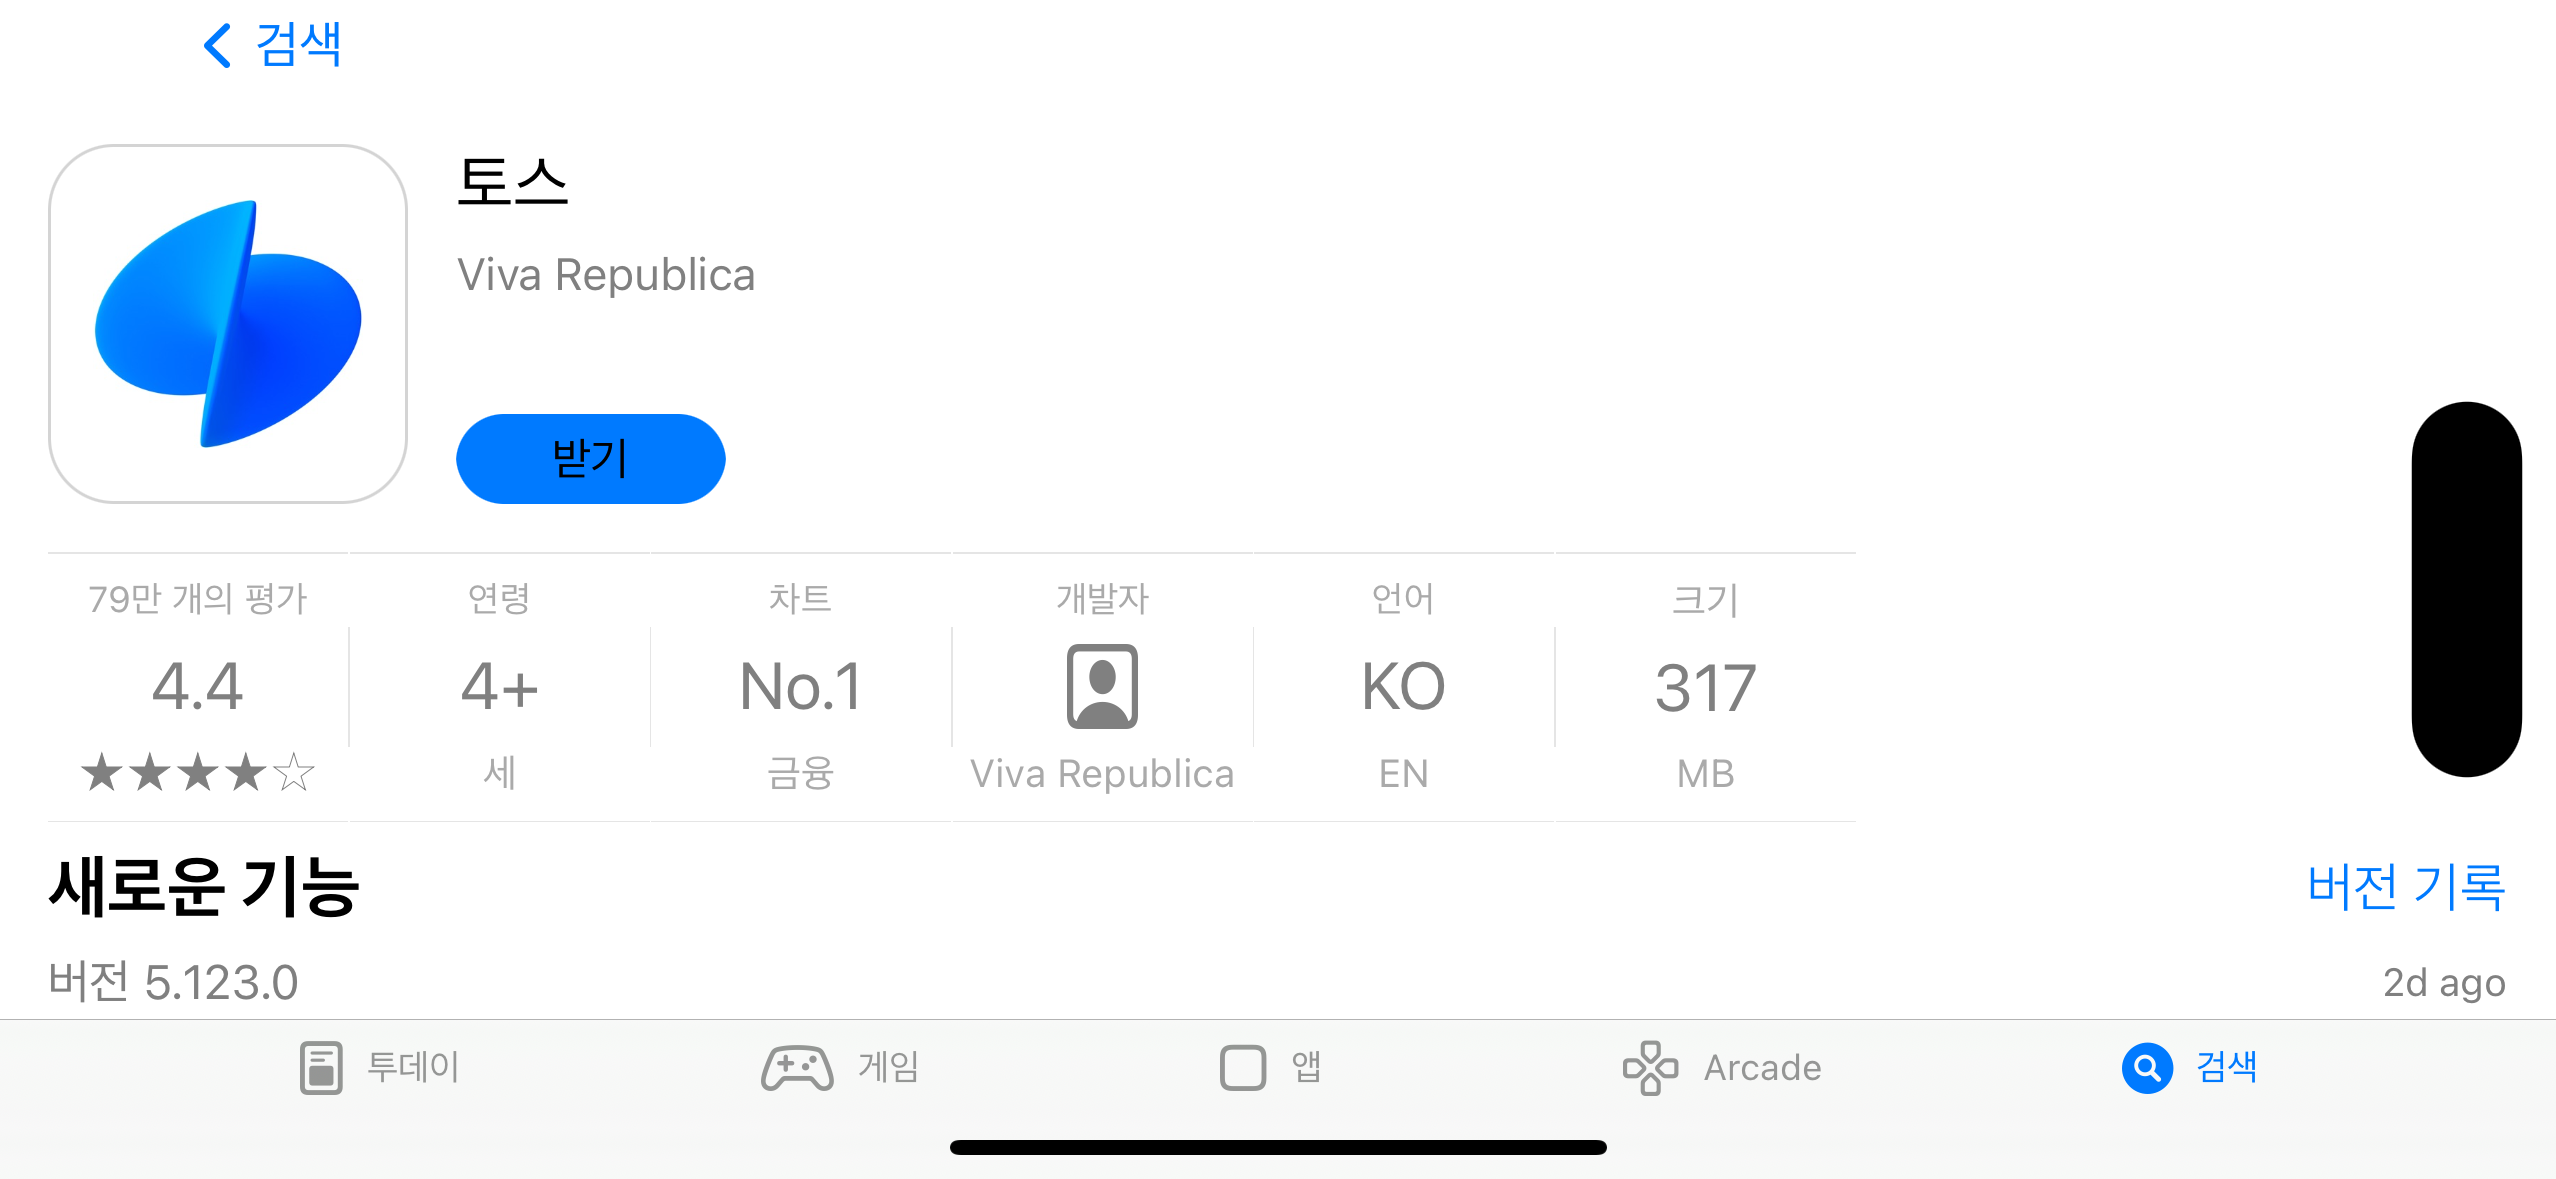 검색
토스
Viva Republica
받기
79만 개의 평가
4.4
★★★★☆
연령
4+
세
차트
No.1
금융
개발자
Viva Republica
언어
KO
EN
크기
317
MB
새로운 기능
버전 기록
버전 5.123.0
2d ago
투데이
게임
앱
Arcade
검색